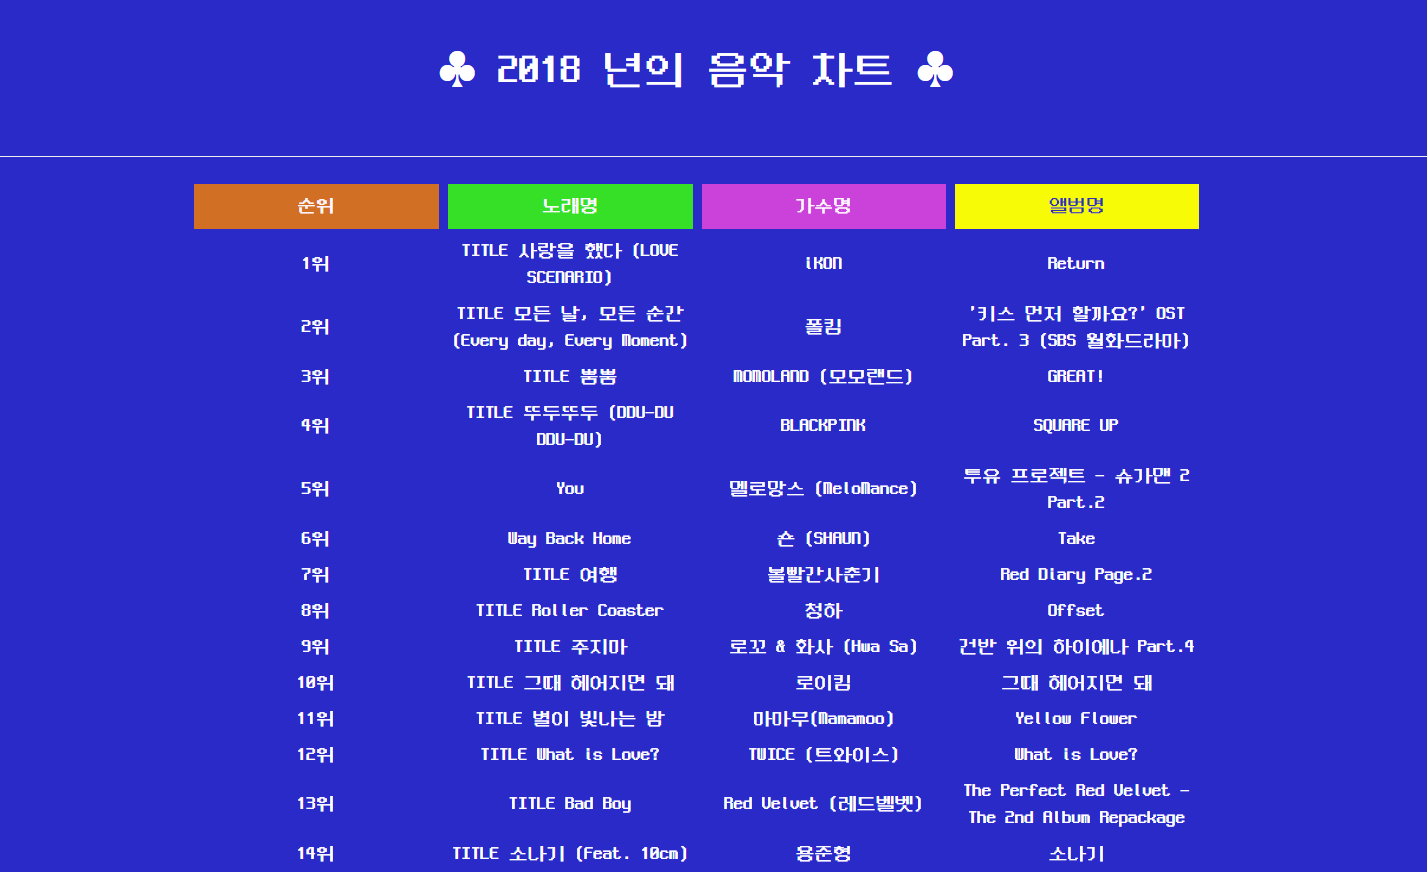 ♣ 2018 년의 음악 차트 ♣
순위 노래명 가수명 앨범명
1위 TITLE 사랑을 했다 (LOVE SCENARIO) iKON Return
2위 TITLE 모든 날, 모든 순간 (Every day, Every Moment) 폴킴 '키스 먼저 할까요?' OST Part. 3 (SBS 월화드라마)
3위 TITLE 뿜뿜 MOMOLAND (모모랜드) GREAT!
4위 TITLE 뚜두뚜두 (DDU-DU DDU-DU) BLACKPINK SQUARE UP
5위 You 멜로망스 (MeloMance) 투유 프로젝트 - 슈가맨 2 Part.2
6위 Way Back Home 숀 (SHAUN) Take
7위 TITLE 여행 볼빨간사춘기 Red Diary Page.2
8위 TITLE Roller Coaster 청하 Offset
9위 TITLE 주지마 로꼬 & 화사 (Hwa Sa) 건반 위의 하이에나 Part.4
10위 TITLE 그때 헤어지면 돼 로이킴 그때 헤어지면 돼
11위 TITLE 별이 빛나는 밤 마마무(Mamamoo) Yellow Flower
12위 TITLE What is Love? TWICE (트와이스) What is Love?
13위 TITLE Bad Boy Red Velvet (레드벨벳) The Perfect Red Velvet - The 2nd Album Repackage
14위 TITLE 소나기 (Feat. 10cm) 용준형 소나기